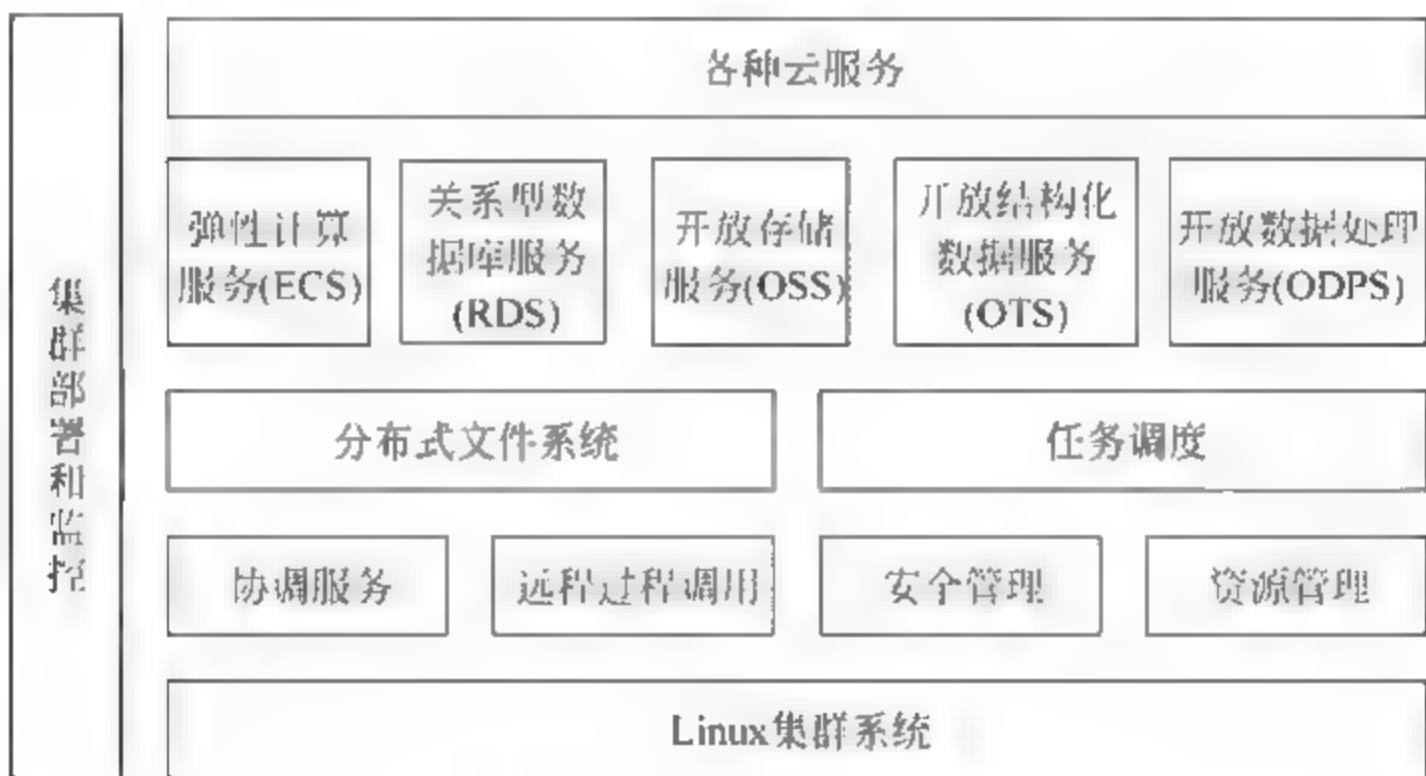 各种云服务
弹性计算
服务(ECS)
关系型数
据库服务
(RDS)
开放存储
服务(OSS)
开放结构化
数据服务
(OTS)
开放数据处理
服务(ODPS)
集群部署和监控
分布式文件系统
任务调度
协调服务
远程过程调用
安全管理
资源管理
Linux集群系统